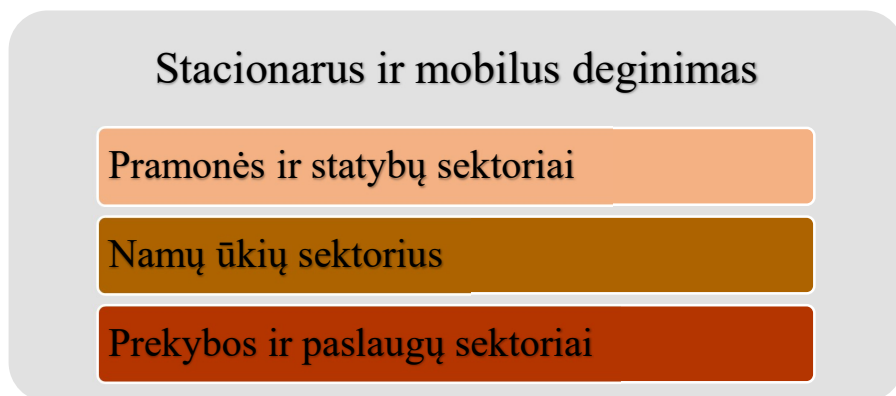 Stacionarus ir mobilus deginimas
Pramonės ir statybų sektoriai
Namų ūkių sektorius
Prekybos ir paslaugų sektoriai